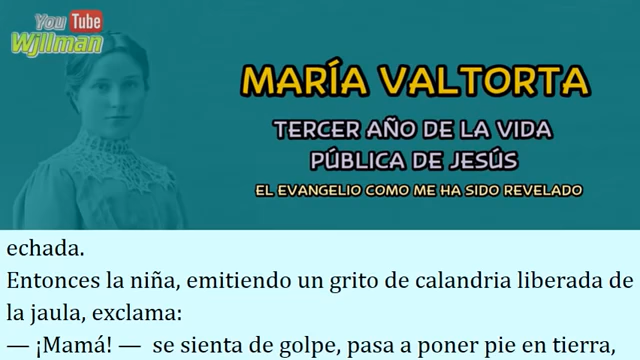 You Tube
Wjllman
MARÍA VALTORTA
TERCER AÑO DE LA VIDA
PÚBLICA DE JESÚS
EL EVANGELIO COMO ME HA SIDO REVELADO
echada.
Entonces la niña, emitiendo un grito de calandria liberada de
la jaula, exclama:
— ¡Mamá! — se sienta de golpe, pasa a poner pie en tierra,